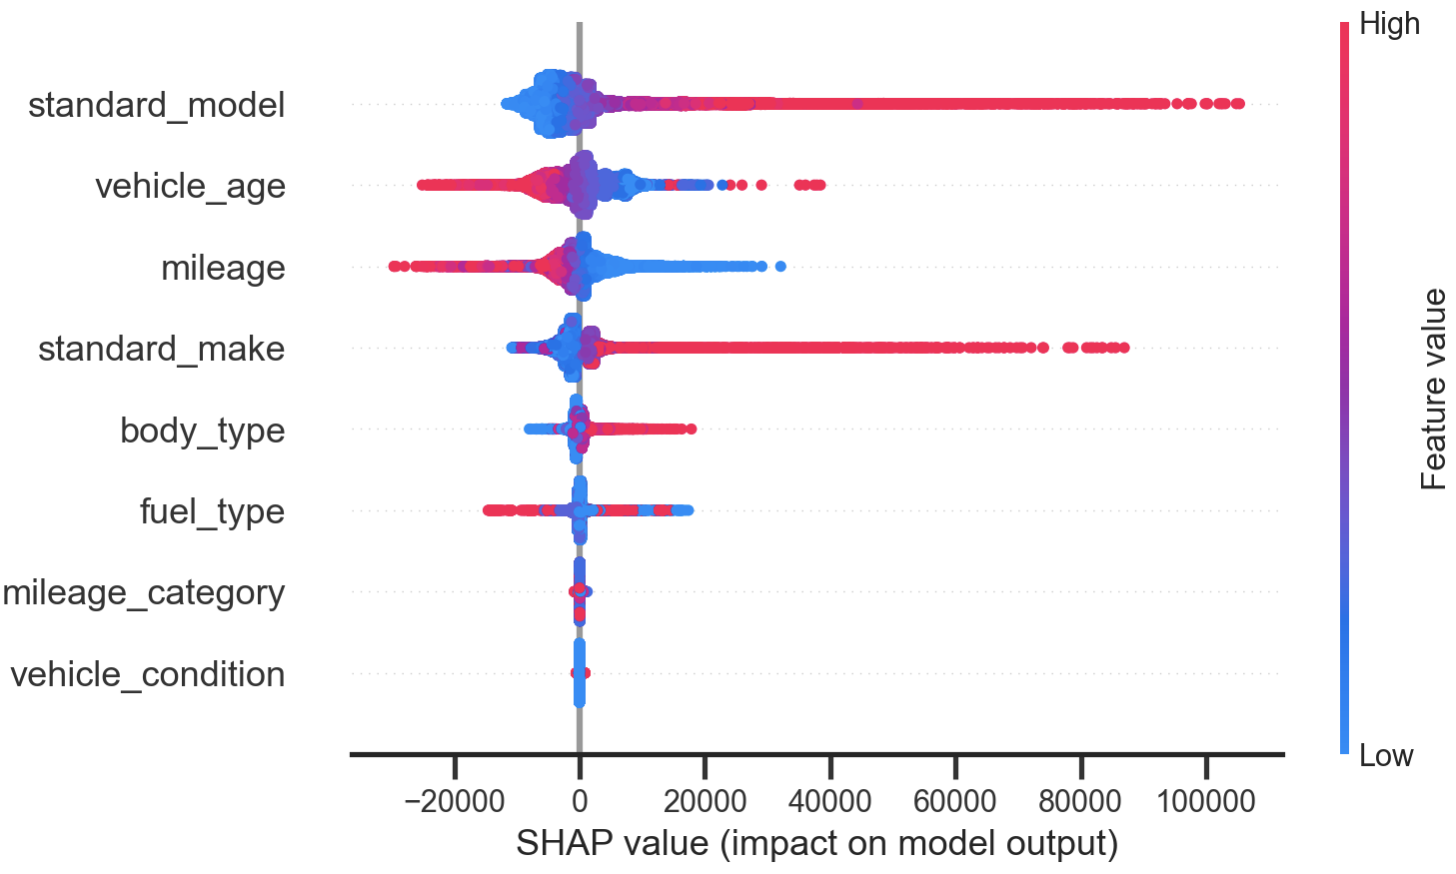 High
standard_model
vehicle_age
mileage
standard_make
body_type
fuel_type
mileage_category
vehicle_condition
Low
Feature value
−20000 0 20000 40000 60000 80000 100000
SHAP value (impact on model output)